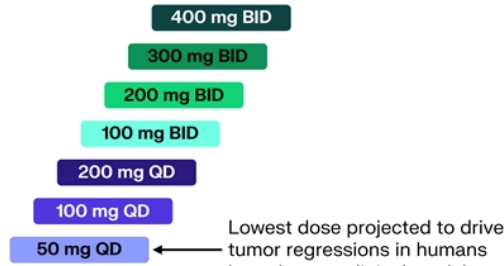 400 mg BID
300 mg BID
200 mg BID
100 mg BID
200 mg QD
100 mg QD
50 mg QD
Lowest dose projected to drive
tumor regressions in humans